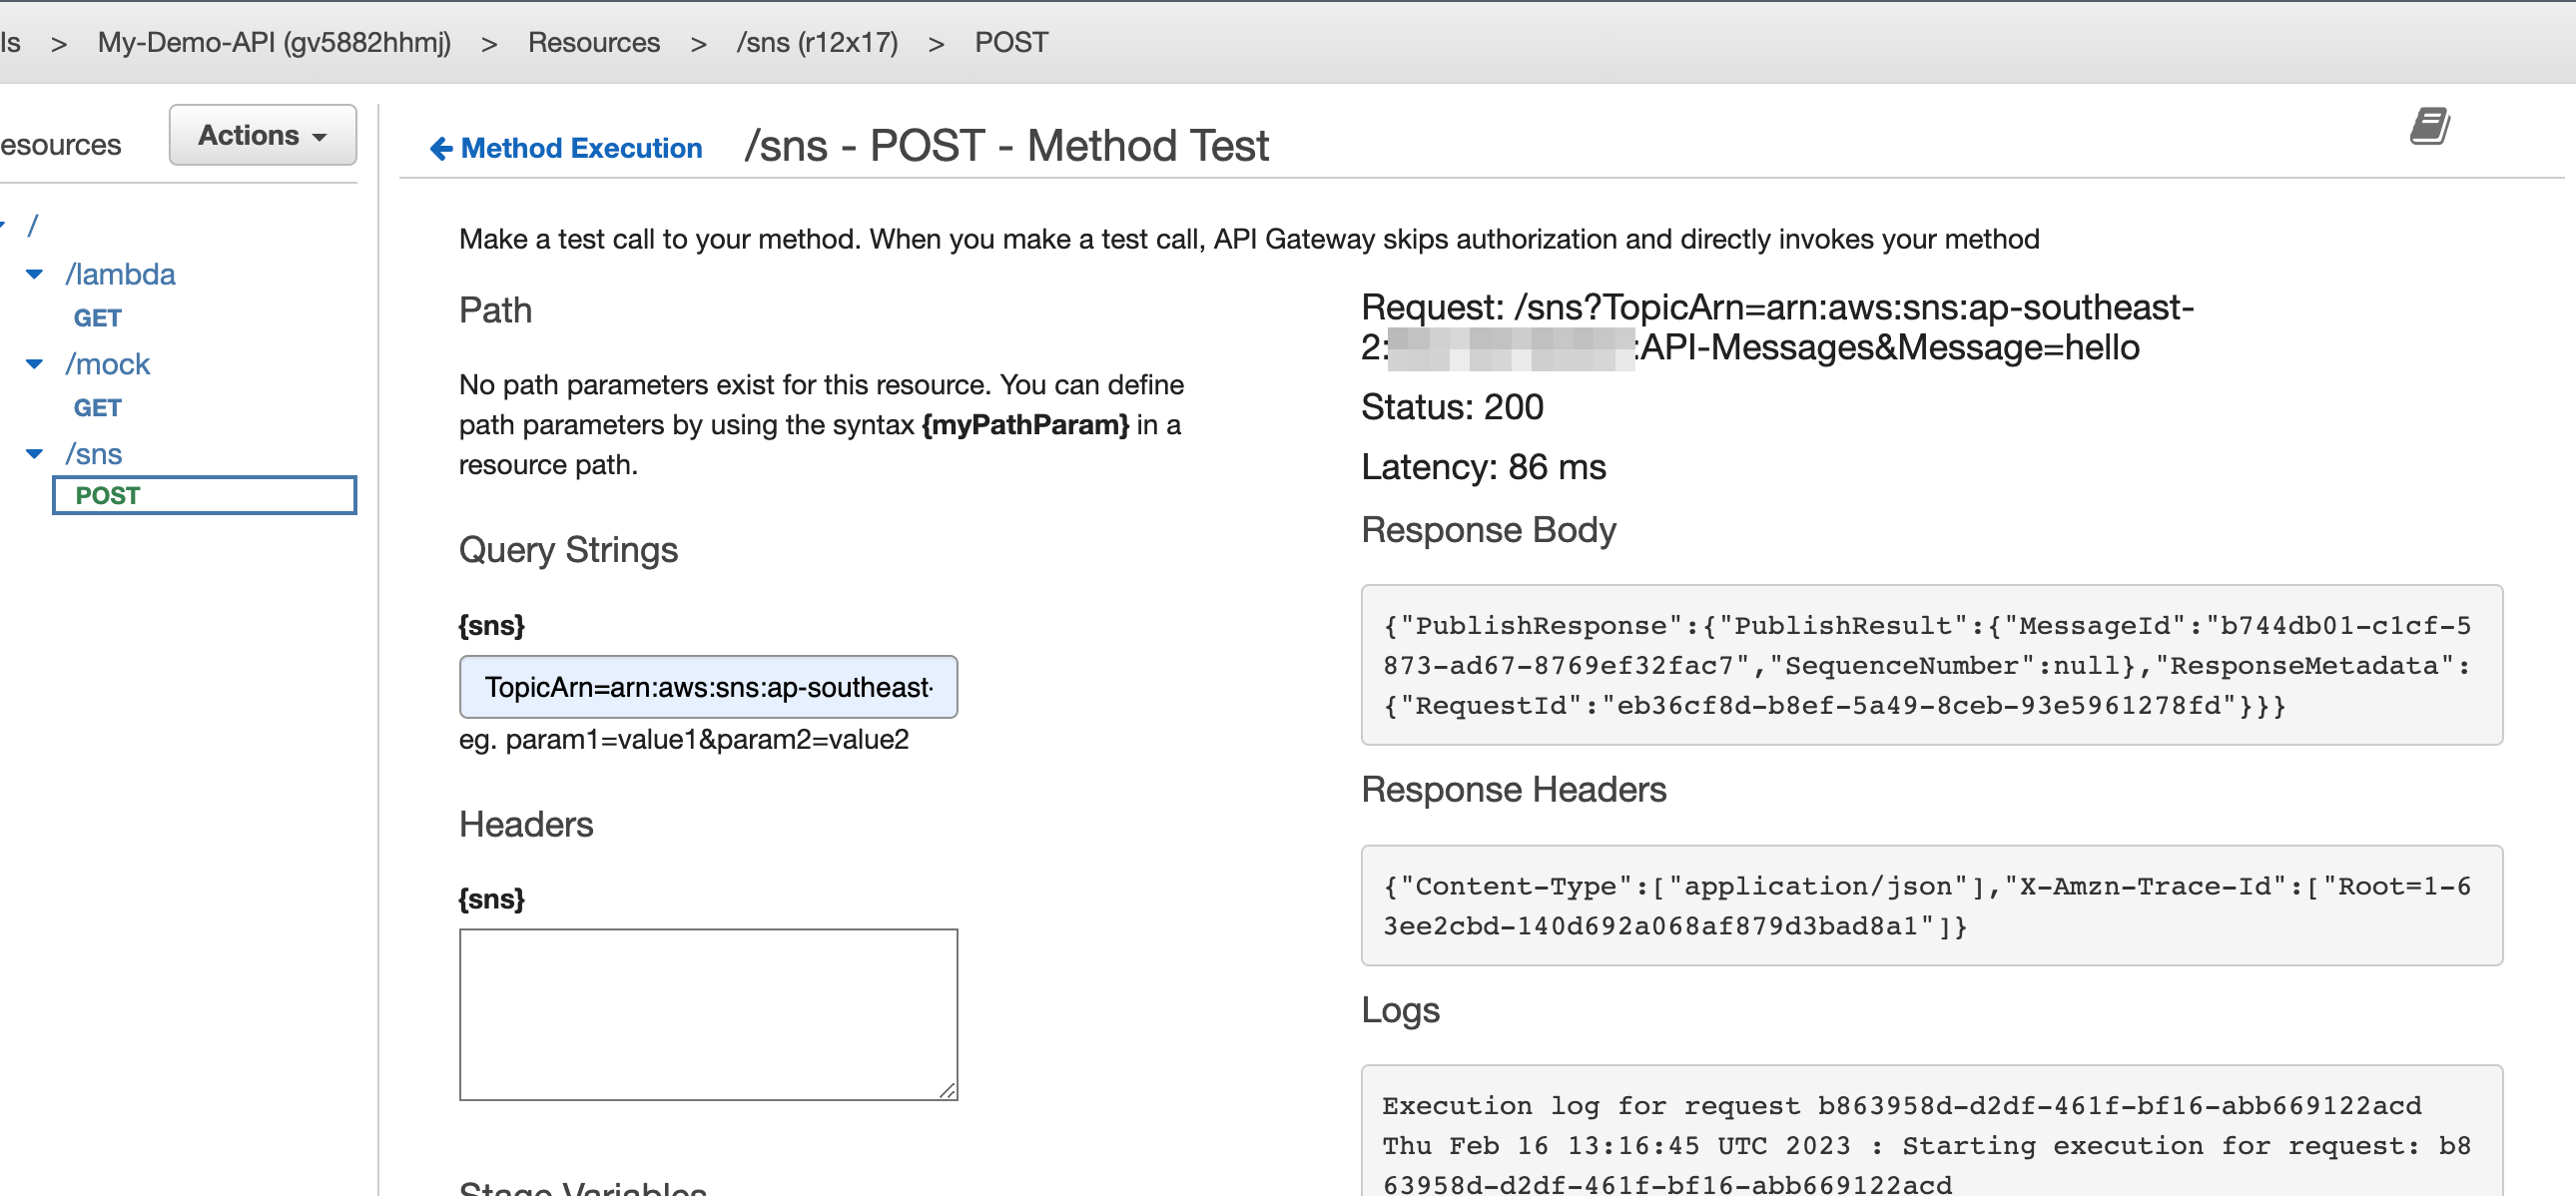 Is > My-Demo-API (gv5882hhmj) > Resources > /sns (r12x17) > POST
esources
Actions
Method Execution
/sns - POST - Method Test
/
/lambda
GET
/mock
GET
/sns
POST
Make a test call to your method. When you make a test call, API Gateway skips authorization and directly invokes your method
Path
No path parameters exist for this resource. You can define
path parameters by using the syntax {myPathParam} in a
resource path.
Query Strings
{sns}
TopicArn=arn:aws:sns:ap-southeast-
eg. param1=value1&param2=value2
Headers
{sns}
Stage Variables
Request: /sns?TopicArn=arn:aws:sns:ap-southeast-
2: :API-Messages&Message=hello
Status: 200
Latency: 86 ms
Response Body
{"PublishResponse":{"PublishResult":{"MessageId":"b744db01-c1cf-5
873-ad67-8769ef32fac7","SequenceNumber":null},"ResponseMetadata":
{"RequestId":"eb36cf8d-b8ef-5a49-8ceb-93e5961278fd"}}}
Response Headers
{"Content-Type":["application/json"],"X-Amzn-Trace-Id":["Root=1-6
3ee2cbd-140d692a068af879d3bad8a1"]}
Logs
Execution log for request b863958d-d2df-461f-bf16-abb669122acd
Thu Feb 16 13:16:45 UTC 2023 : Starting execution for request: b8
63958d-d2df-461f-bf16-abb669122acd